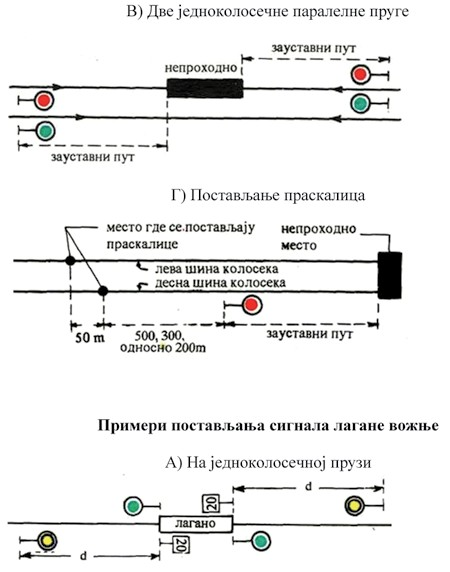 В) Две једноколосечне паралелне пруге
зауставни пут
непроходно
зауставни пут
Г) Постављање праскалица
место где се постављају
праскалице
непроходно
место
лева шина колосека
десна шина колосека
50 m
500, 300,
односно 200m
зауставни пут
Примери постављања сигнала лагане вожње
А) На једноколосечној прузи
d
20
лагано
20
d